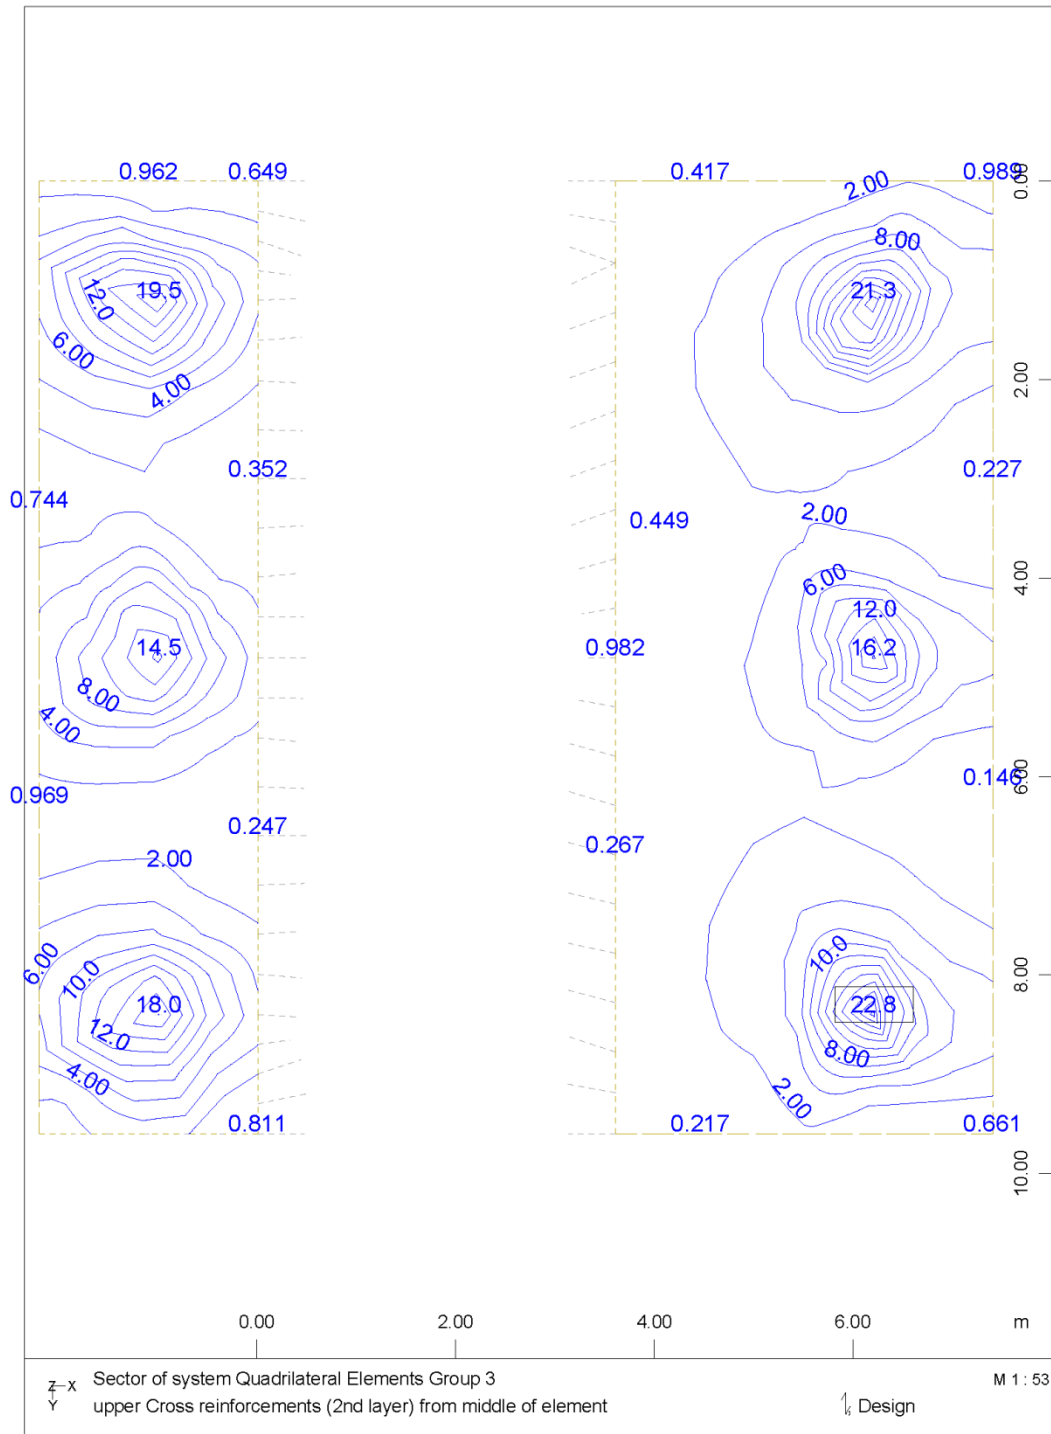 0.962 0.649 0.417 0.989 0.00
2.00
8.00
19.5 12.0 21.3
6.00
4.00 2.00
0.352 0.227
0.744
0.449 2.00
4.00
6.00
12.0
14.5 0.982 16.2
8.00
4.00
0.969 0.146 6.00
0.247
0.267
2.00
6.00 10.0 10.0 8.00
18.0 22.8
12.0 8.00
4.00 2.00
0.811 0.217 0.661
10.00
0.00 2.00 4.00 6.00 m
Z X Sector of system Quadrilateral Elements Group 3 M 1 : 53
Y upper Cross reinforcements (2nd layer) from middle of element Design